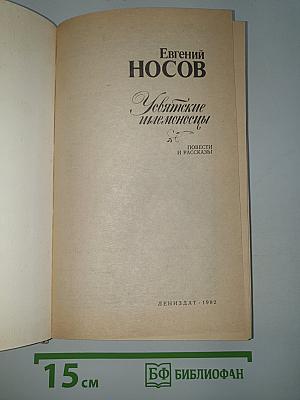 Евгений
НОСОВ
Усвятские
шлемоносцы
ПОВЕСТИ
И РАССКАЗЫ
ЛЕНИЗДАТ · 1982
15 см
БФ БИБЛИОФАН